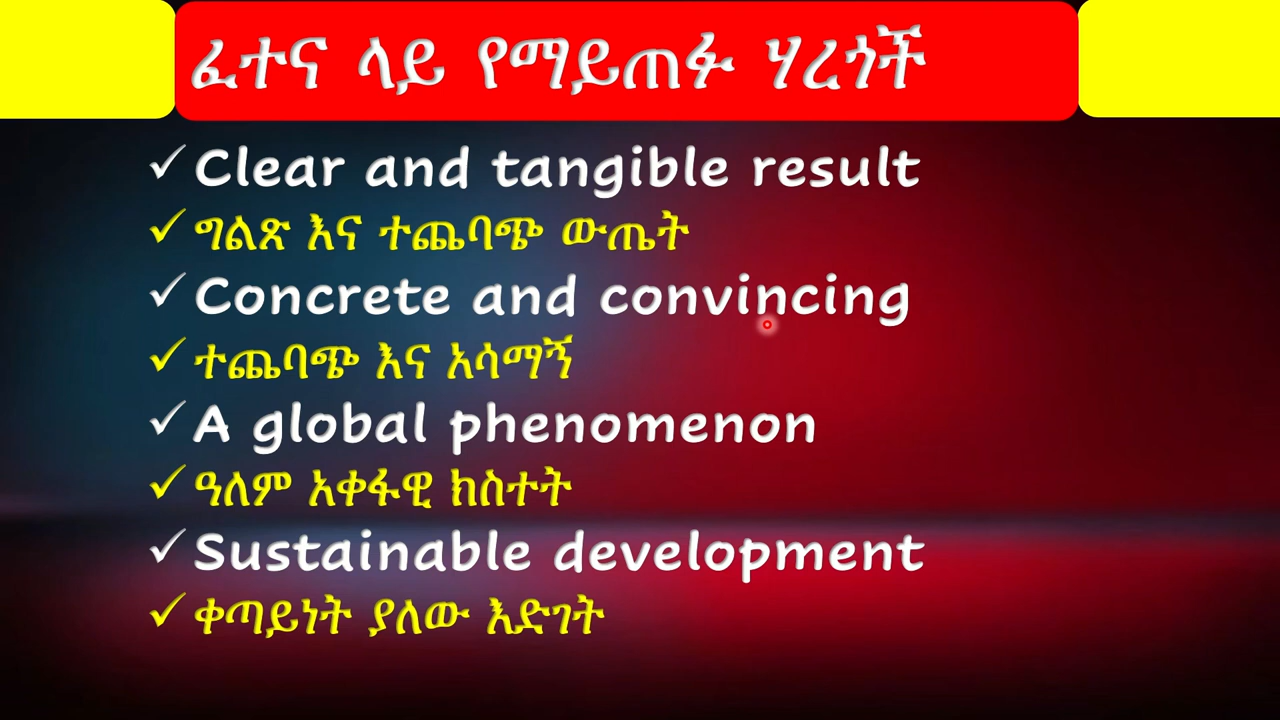 ፈተና ላይ የማይጠፉ ሃረጎች
✓ Clear and tangible result
✓ ግልጽ እና ተጨባጭ ውጤት
✓ Concrete and convincing
✓ ተጨባጭ እና አሳማኝ
✓ A global phenomenon
✓ ዓለም አቀፋዊ ክስተት
✓ Sustainable development
✓ ቀጣይነት ያለው እድገት